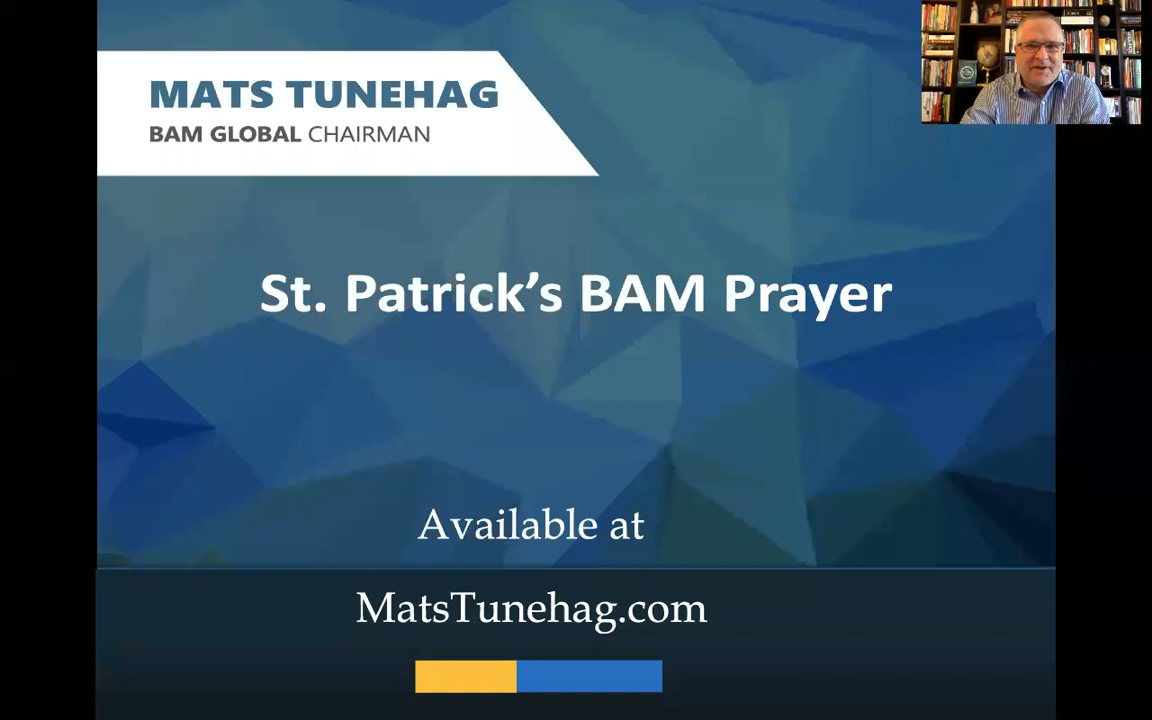 MATS TUNEHAG
BAM GLOBAL CHAIRMAN
St. Patrick's BAM Prayer
Available at
MatsTunehag.com